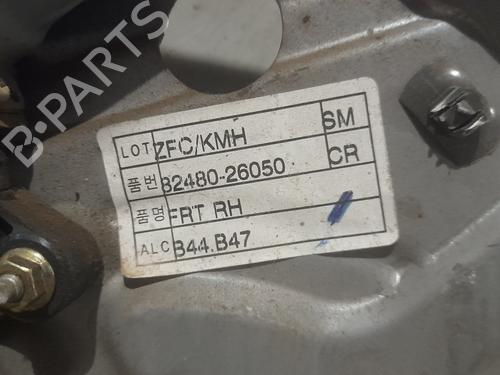 B-PARTS
LOT ZFC/KMH SM
품번 82480-26050 CR
품명 FRT RH
ALC B44.B47